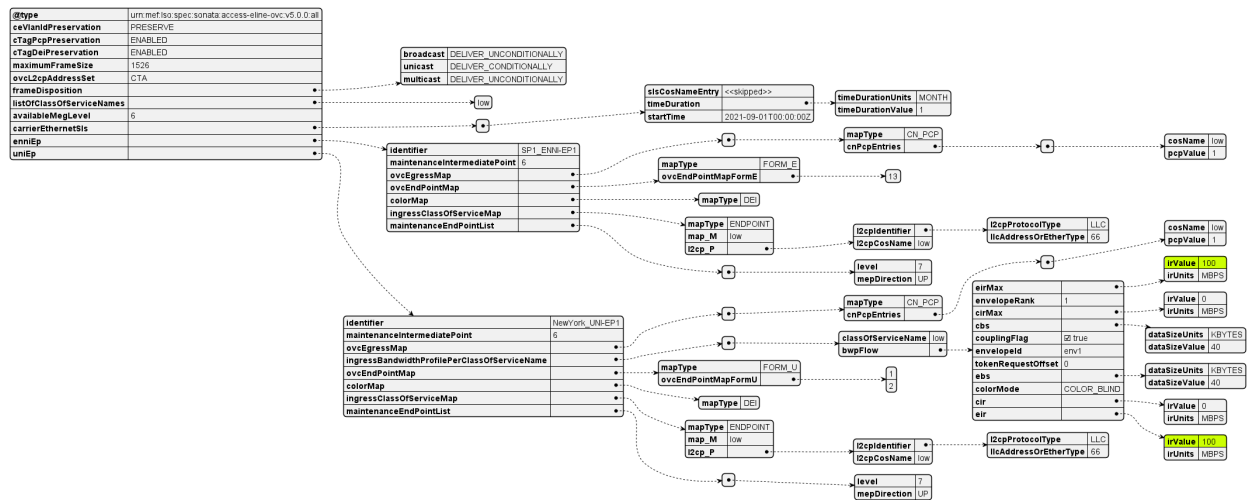 @type urn:mef:lso:spec:sonata:access-eline-ovc:v5.0.0:all
ceVlanIdPreservation PRESERVE
cTagPcpPreservation ENABLED
cTagDeiPreservation ENABLED
maximumFrameSize 1526
ovcL2cpAddressSet CTA
frameDisposition
listOfClassOfServiceNames
availableMegLevel 6
carrierEthernetSls
enniEp
uniEp
broadcast DELIVER_UNCONDITIONALLY
unicast DELIVER_CONDITIONALLY
multicast DELIVER_UNCONDITIONALLY
low
slsCosNameEntry <<skipped>>
timeDuration
startTime 2021-09-01T00:00:00Z
timeDurationUnits MONTH
timeDurationValue 1
identifier SP1_ENNI-EP1
maintenanceIntermediatePoint 6
ovcEgressMap
ovcEndPointMap
colorMap
ingressClassOfServiceMap
maintenanceEndPointList
mapType CN_PCP
cnPcpEntries
cosName low
pcpValue 1
mapType FORM_E
ovcEndPointMapFormE
13
mapType DEI
mapType ENDPOINT
map_M low
l2cp_P
l2cpIdentifier
l2cpCosName low
l2cpProtocolType LLC
llcAddressOrEtherType 66
level 7
mepDirection UP
identifier NewYork_UNI-EP1
maintenanceIntermediatePoint 6
ovcEgressMap
ingressBandwidthProfilePerClassOfServiceName
ovcEndPointMap
colorMap
ingressClassOfServiceMap
maintenanceEndPointList
mapType CN_PCP
cnPcpEntries
cosName low
pcpValue 1
classOfServiceName low
bwpFlow
eirMax
envelopeRank 1
cirMax
cbs
couplingFlag ☑ true
envelopeId env1
tokenRequestOffset 0
ebs
colorMode COLOR_BLIND
cir
eir
irValue 100
irUnits MBPS
irValue 0
irUnits MBPS
dataSizeUnits KBYTES
dataSizeValue 40
dataSizeUnits KBYTES
dataSizeValue 40
irValue 0
irUnits MBPS
irValue 100
irUnits MBPS
mapType FORM_U
ovcEndPointMapFormU
1
2
mapType DEI
mapType ENDPOINT
map_M low
l2cp_P
l2cpIdentifier
l2cpCosName low
l2cpProtocolType LLC
llcAddressOrEtherType 66
level 7
mepDirection UP